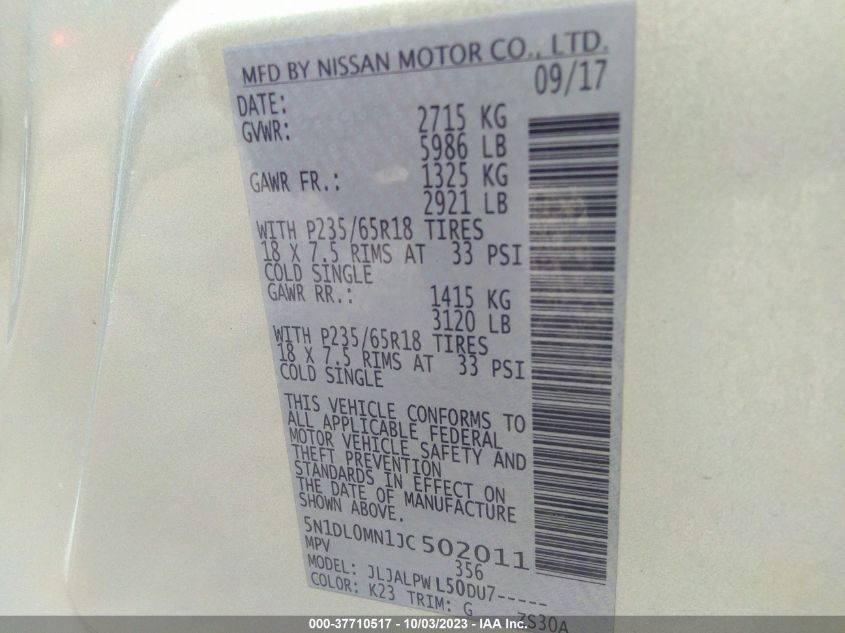 MFD BY NISSAN MOTOR CO., LTD.
DATE: 09/17
GVWR: 2715 KG
5986 LB
GAWR FR.: 1325 KG
2921 LB
WITH P235/65R18 TIRES
18 X 7.5 RIMS AT 33 PSI
COLD SINGLE
GAWR RR.: 1415 KG
3120 LB
WITH P235/65R18 TIRES
18 X 7.5 RIMS AT 33 PSI
COLD SINGLE
THIS VEHICLE CONFORMS TO
ALL APPLICABLE FEDERAL
MOTOR VEHICLE SAFETY AND
THEFT PREVENTION
STANDARDS IN EFFECT ON
THE DATE OF MANUFACTURE
SHOWN ABOVE.
5N1DL0MN1JC502011
MPV 356
MODEL: JLJALPWL50DU7-----
COLOR: K23 TRIM: G ZS30A
000-37710517 - 10/03/2023 - IAA Inc.